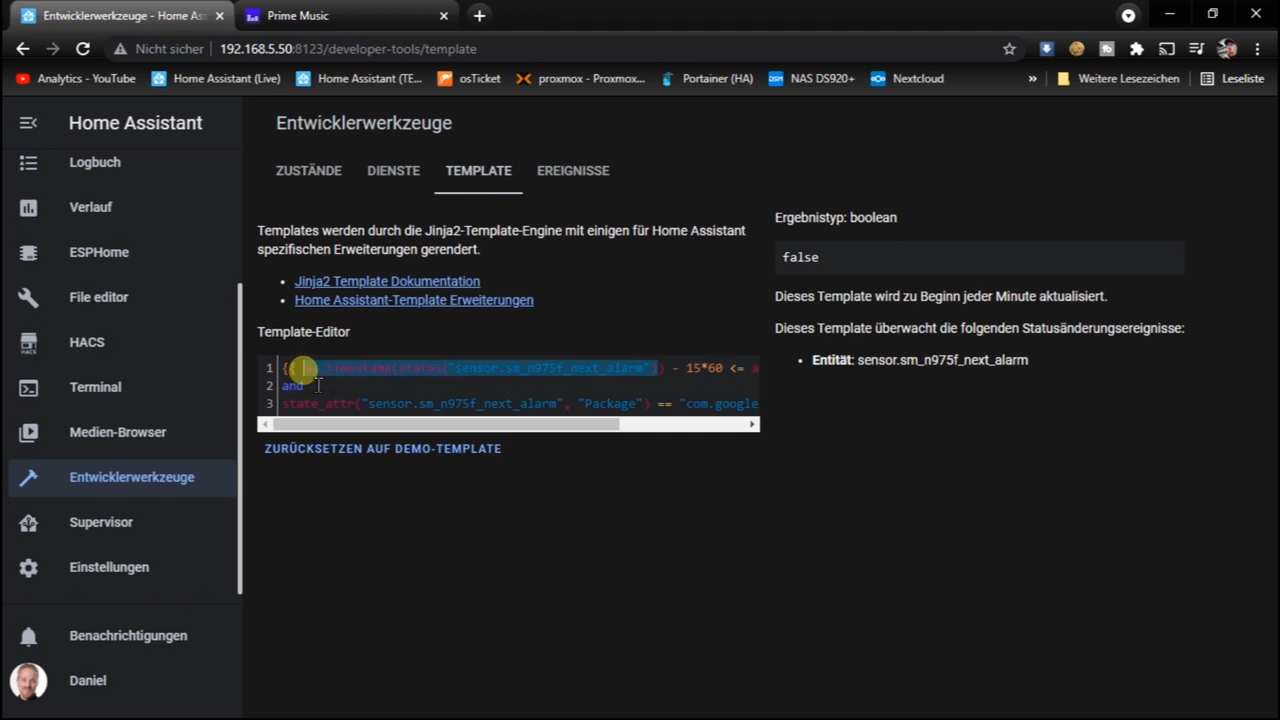 Entwicklerwerkzeuge - Home As
Prime Music
Nicht sicher
192.168.5.50:8123/developer-tools/template
Analytics - YouTube
Home Assistant (Live)
Home Assistant (TE...
osTicket
proxmox - Proxmox...
Portainer (HA)
NAS DS920+
Nextcloud
»
Weitere Lesezeichen
Leseliste
Home Assistant
Logbuch
Verlauf
ESPHome
File editor
HACS
Terminal
Medien-Browser
Entwicklerwerkzeuge
Supervisor
Einstellungen
Benachrichtigungen
Daniel
Entwicklerwerkzeuge
ZUSTÄNDE DIENSTE TEMPLATE EREIGNISSE
Templates werden durch die Jinja2-Template-Engine mit einigen für Home Assistant
spezifischen Erweiterungen gerendert.
• Jinja2 Template Dokumentation
• Home Assistant-Template Erweiterungen
Template-Editor
1 {{ timestamp(states("sensor.sm_n975f_next_alarm")) - 15*60 <= a
2 and
3 state_attr("sensor.sm_n975f_next_alarm", "Package") == "com.google
ZURÜCKSETZEN AUF DEMO-TEMPLATE
Ergebnistyp: boolean
false
Dieses Template wird zu Beginn jeder Minute aktualisiert.
Dieses Template überwacht die folgenden Statusänderungsereignisse:
• Entität: sensor.sm_n975f_next_alarm